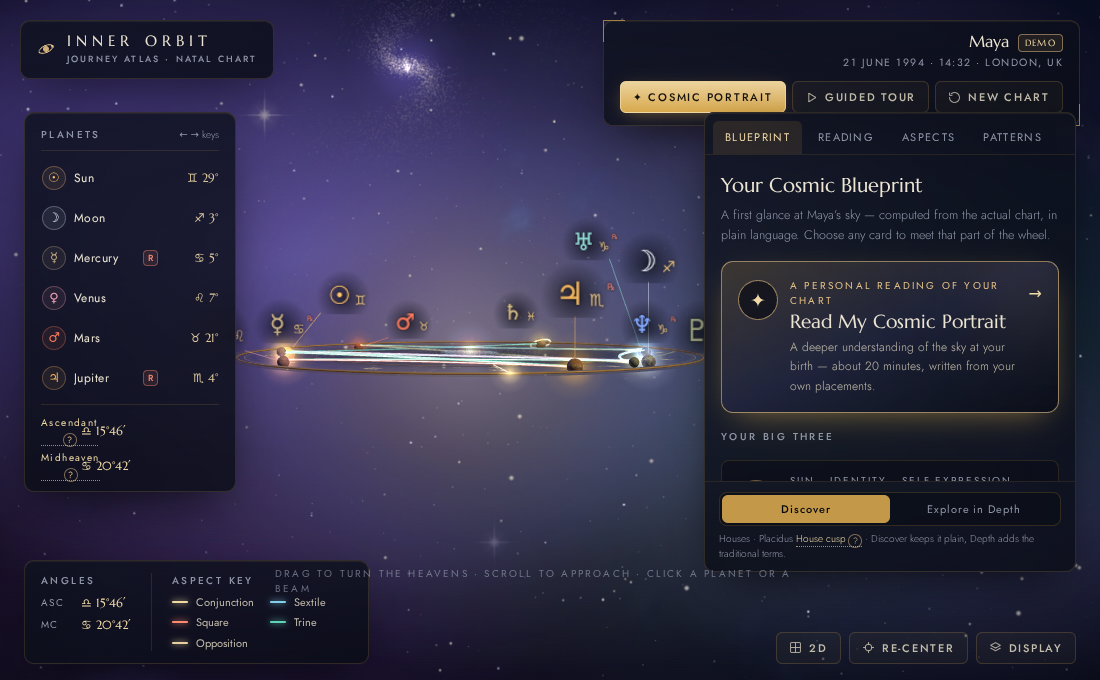 INNER ORBIT
JOURNEY ATLAS · NATAL CHART
Maya DEMO
21 JUNE 1994 · 14:32 · LONDON, UK
✦ COSMIC PORTRAIT
GUIDED TOUR
NEW CHART
PLANETS ←→ keys
☉ Sun ♊ 29°
☽ Moon ♐ 3°
☿ Mercury R ♋ 5°
♀ Venus ♌ 7°
♂ Mars ♉ 21°
♃ Jupiter R ♏ 4°
Ascendant ? ♎ 15°46′
Midheaven ? ♋ 20°42′
☉ ♊
☿ ♋ ℞
♂ ♉
♄ ♓
♃ ♏ ℞
♅ ♑ ℞
☽ ♐
♆ ♑ ℞
BLUEPRINT READING ASPECTS PATTERNS
Your Cosmic Blueprint
A first glance at Maya's sky — computed from the actual chart, in
plain language. Choose any card to meet that part of the wheel.
A PERSONAL READING OF YOUR
CHART
→
Read My Cosmic Portrait
A deeper understanding of the sky at your
birth — about 20 minutes, written from your
own placements.
YOUR BIG THREE
SUN · IDENTITY · SELF EXPRESSION
Discover
Explore in Depth
Houses · Placidus House cusp ? · Discover keeps it plain, Depth adds the
traditional terms.
ANGLES
ASC ♎ 15°46′
MC ♋ 20°42′
ASPECT KEY
Conjunction
Sextile
Square
Trine
Opposition
DRAG TO TURN THE HEAVENS · SCROLL TO APPROACH · CLICK A PLANET OR A
BEAM
2D
RE-CENTER
DISPLAY